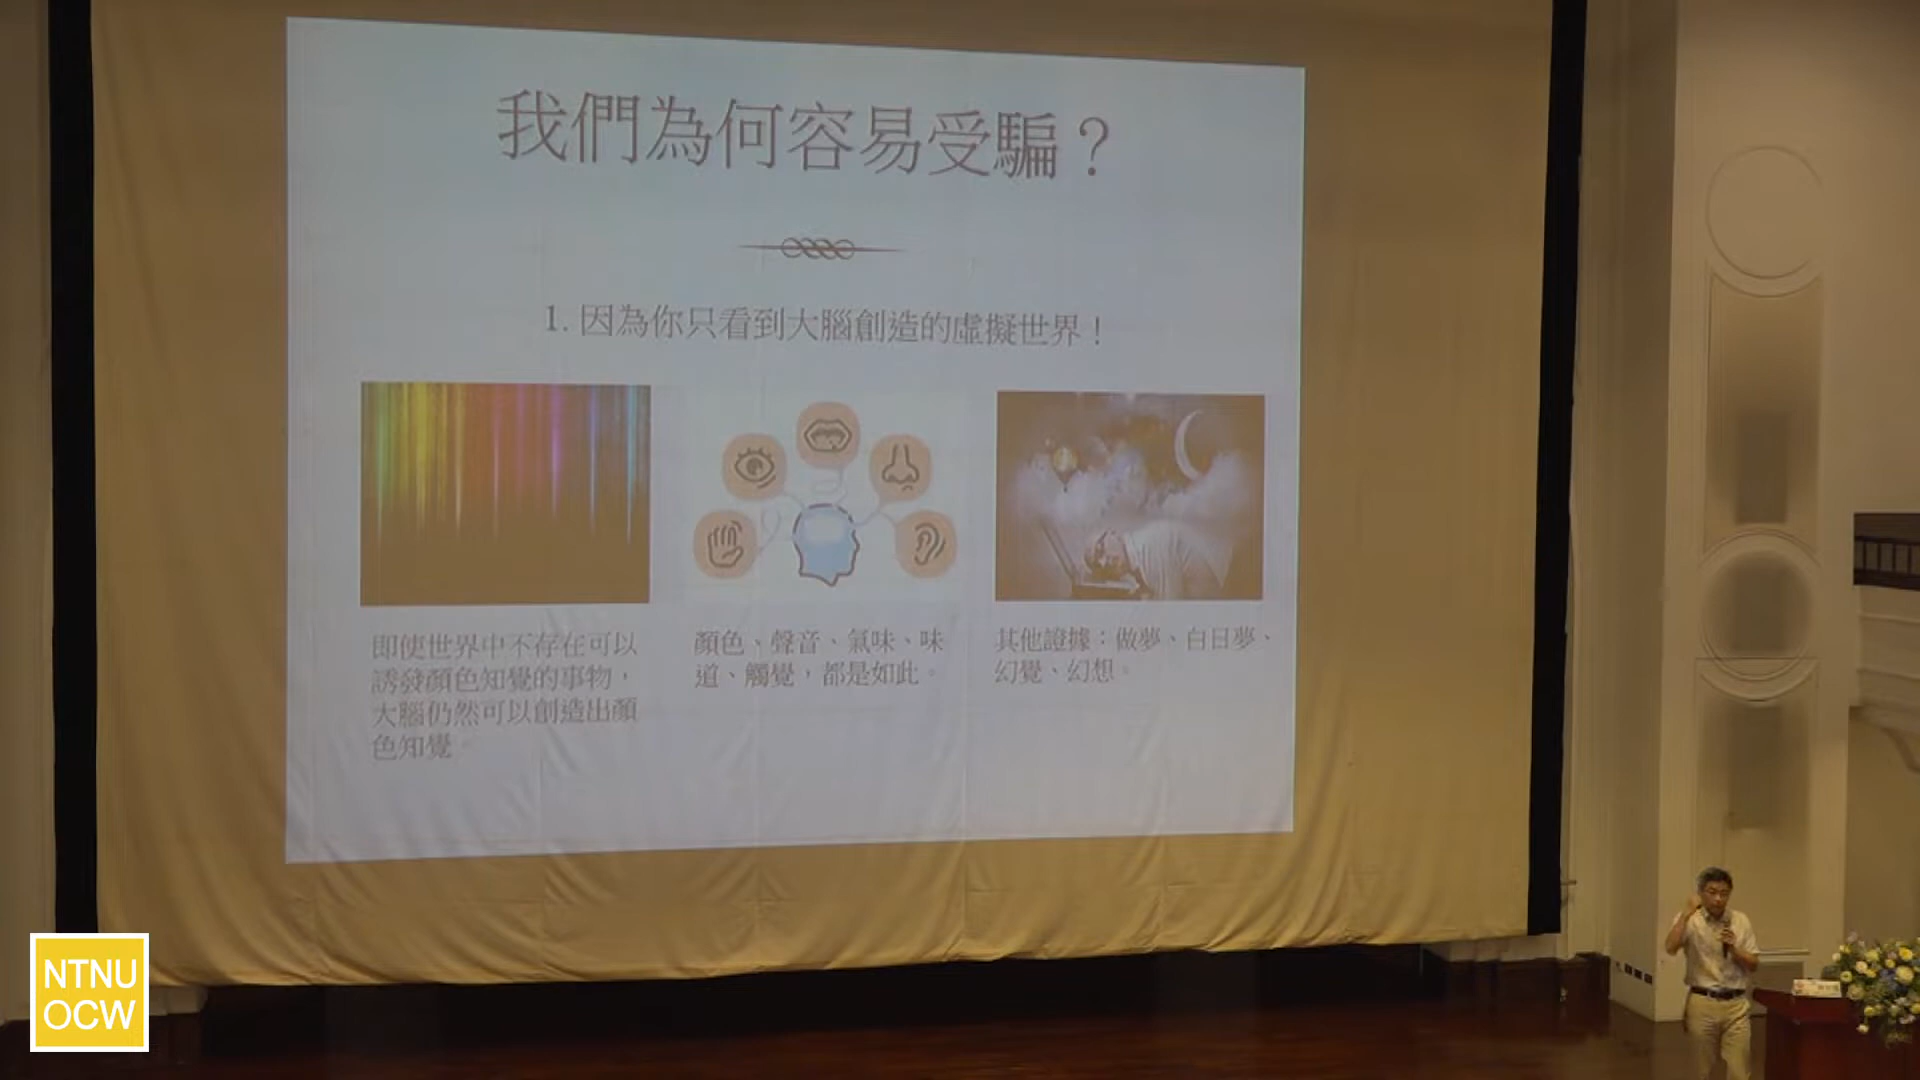 我們為何容易受騙？
1. 因為你只看到大腦創造的虛擬世界！
即使世界中不存在可以
誘發顏色知覺的事物，
大腦仍然可以創造出顏
色知覺。
顏色、聲音、氣味、味
道、觸覺，都是如此。
其他證據：做夢、白日夢、
幻覺、幻想。
NTNU
OCW